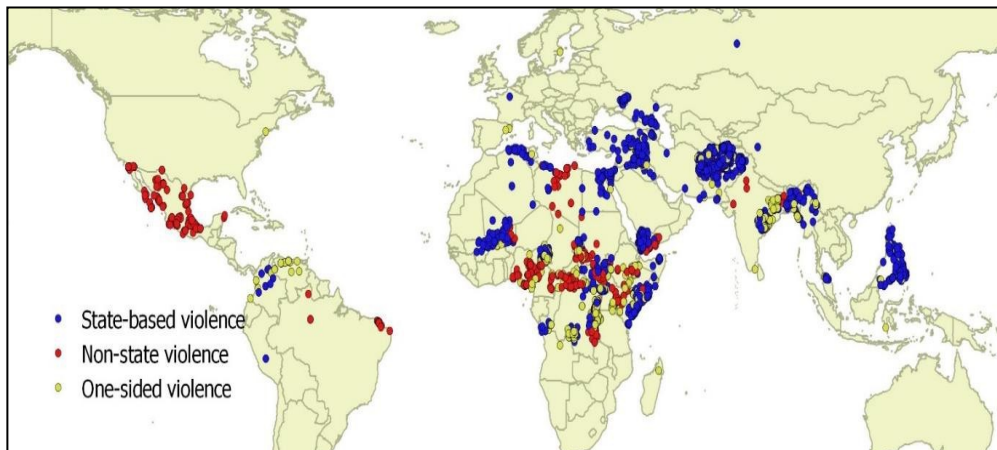 State-based violence
Non-state violence
One-sided violence